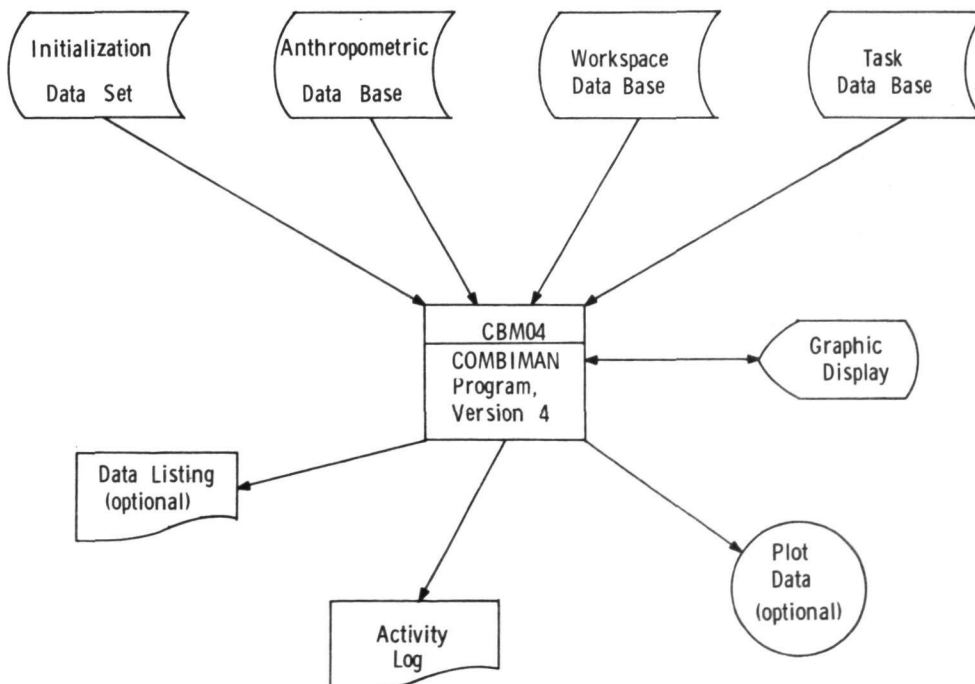 Initialization
Data Set
Anthropometric
Data Base
Workspace
Data Base
Task
Data Base
CBM04
COMBIMAN
Program,
Version 4
Graphic
Display
Data Listing
(optional)
Plot
Data
(optional)
Activity
Log